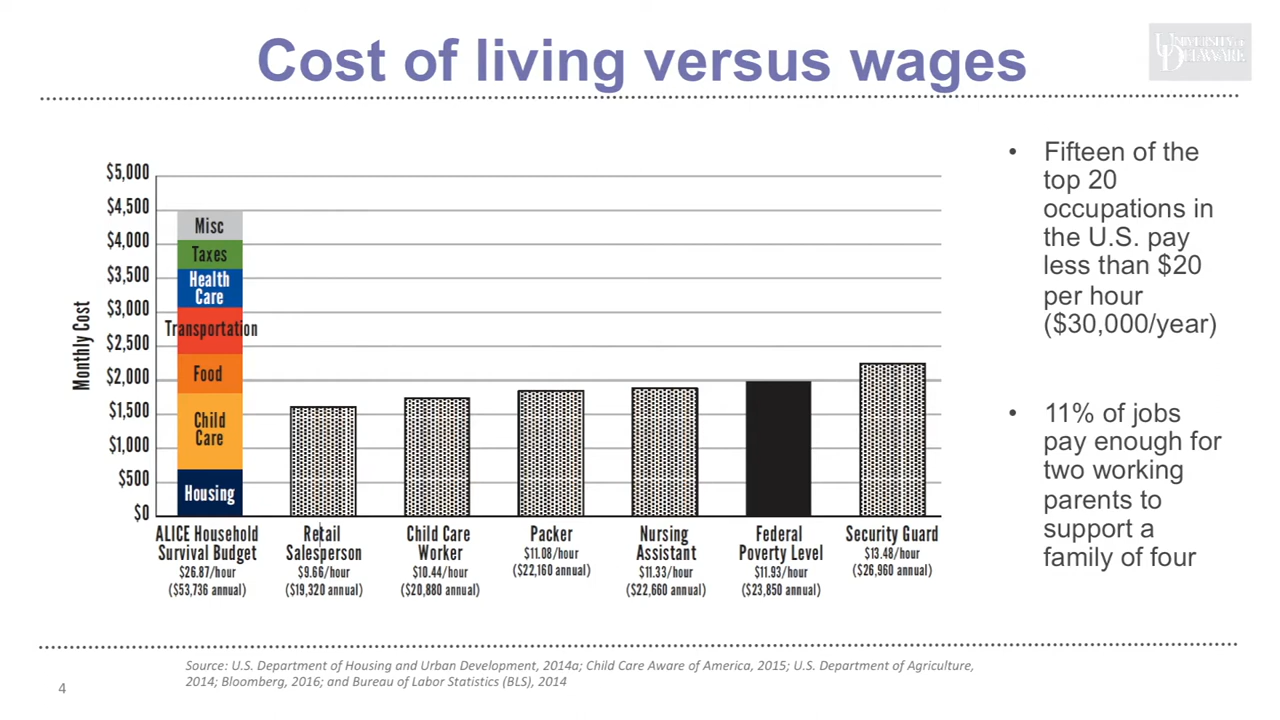 Cost of living versus wages
UNIVERSITY OF
DELAWARE
$5,000
$4,500
$4,000
$3,500
$3,000
$2,500
$2,000
$1,500
$1,000
$500
$0
Monthly Cost
Misc
Taxes
Health
Care
Transportation
Food
Child
Care
Housing
ALICE Household
Survival Budget
$26.87/hour
($53,736 annual)
Retail
Salesperson
$9.66/hour
($19,320 annual)
Child Care
Worker
$10.44/hour
($20,880 annual)
Packer
$11.08/hour
($22,160 annual)
Nursing
Assistant
$11.33/hour
($22,660 annual)
Federal
Poverty Level
$11.93/hour
($23,850 annual)
Security Guard
$13.48/hour
($26,960 annual)
• Fifteen of the
top 20
occupations in
the U.S. pay
less than $20
per hour
($30,000/year)
• 11% of jobs
pay enough for
two working
parents to
support a
family of four
Source: U.S. Department of Housing and Urban Development, 2014a; Child Care Aware of America, 2015; U.S. Department of Agriculture,
2014; Bloomberg, 2016; and Bureau of Labor Statistics (BLS), 2014
4